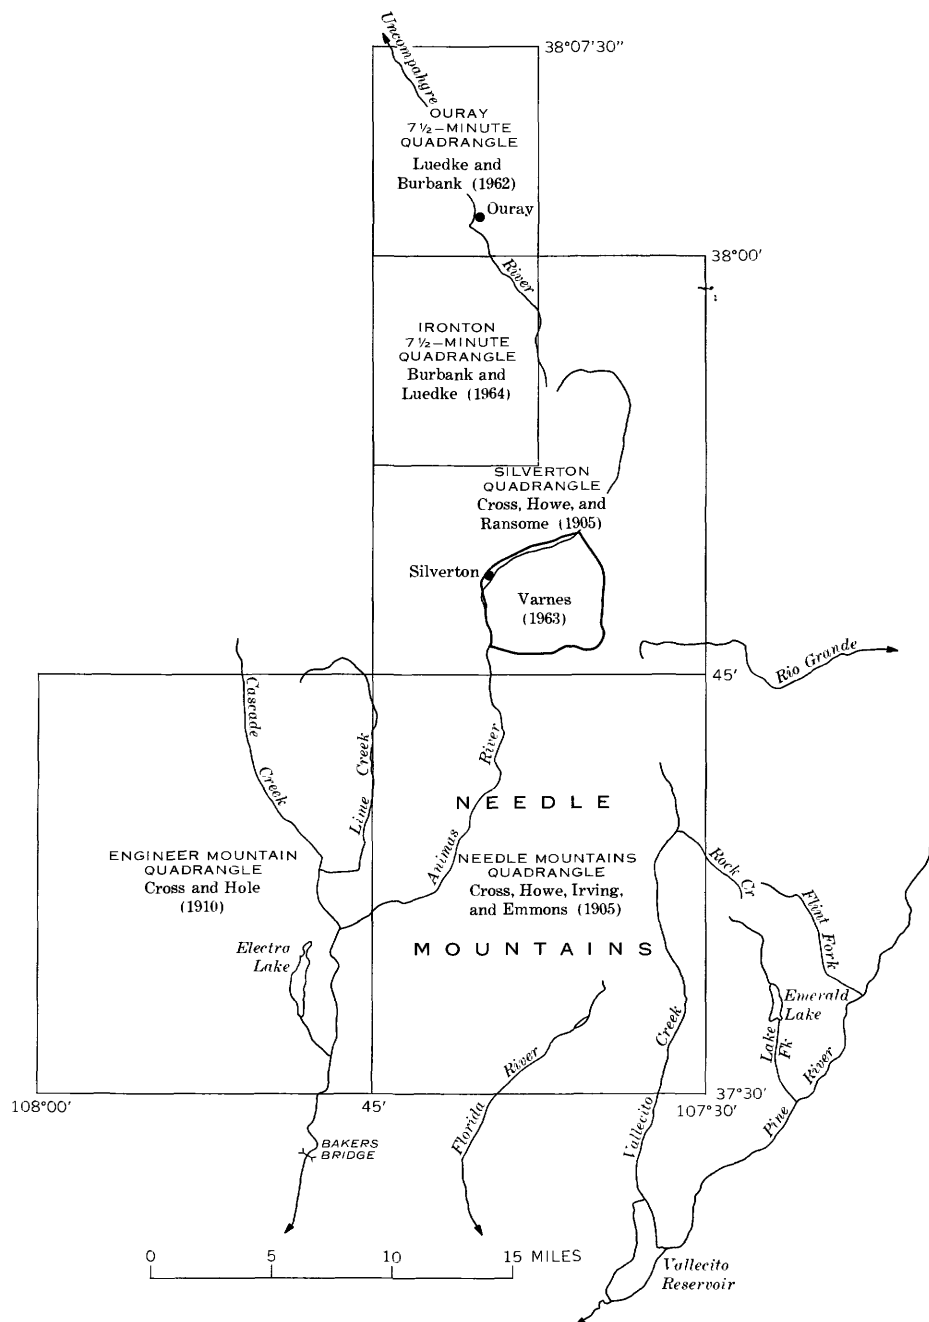 Uncompahgre
38°07'30"
OURAY
7½–MINUTE
QUADRANGLE
Luedke and
Burbank (1962)
Ouray
38°00'
River
IRONTON
7½–MINUTE
QUADRANGLE
Burbank and
Luedke (1964)
SILVERTON
QUADRANGLE
Cross, Howe, and
Ransome (1905)
Silverton
Varnes
(1963)
Rio Grande
45'
Cascade
Creek
Lime Creek
Animas River
NEEDLE
ENGINEER MOUNTAIN
QUADRANGLE
Cross and Hole
(1910)
NEEDLE MOUNTAINS
QUADRANGLE
Cross, Howe, Irving,
and Emmons (1905)
Rock Cr
Flint Fork
MOUNTAINS
Electra
Lake
Emerald
Lake
Lake
Fk
Pine River
Florida River
Vallecito Creek
108°00'
45'
37°30'
107°30'
BAKERS
BRIDGE
0 5 10 15 MILES
Vallecito
Reservoir